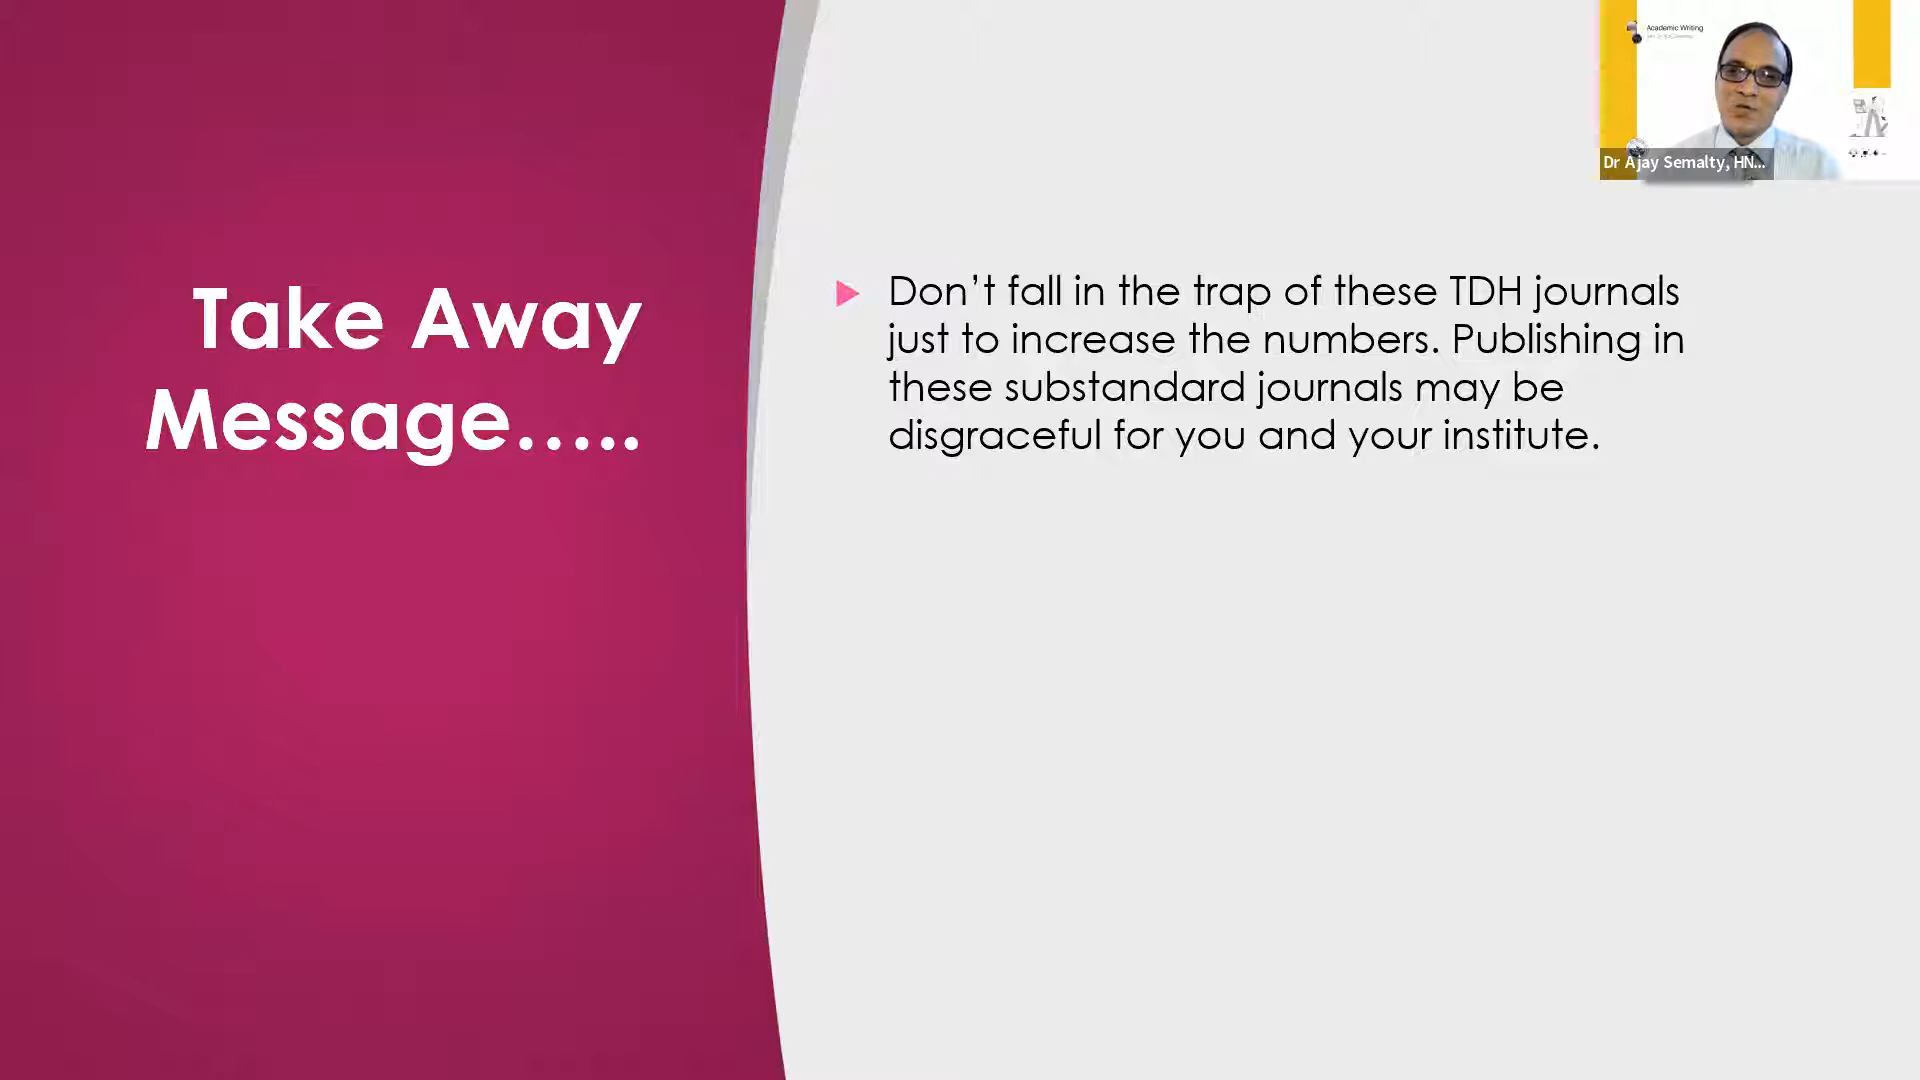 Take Away
Message…..
Don’t fall in the trap of these TDH journals
just to increase the numbers. Publishing in
these substandard journals may be
disgraceful for you and your institute.
Academic Writing
Dr Ajay Semalty, HN...